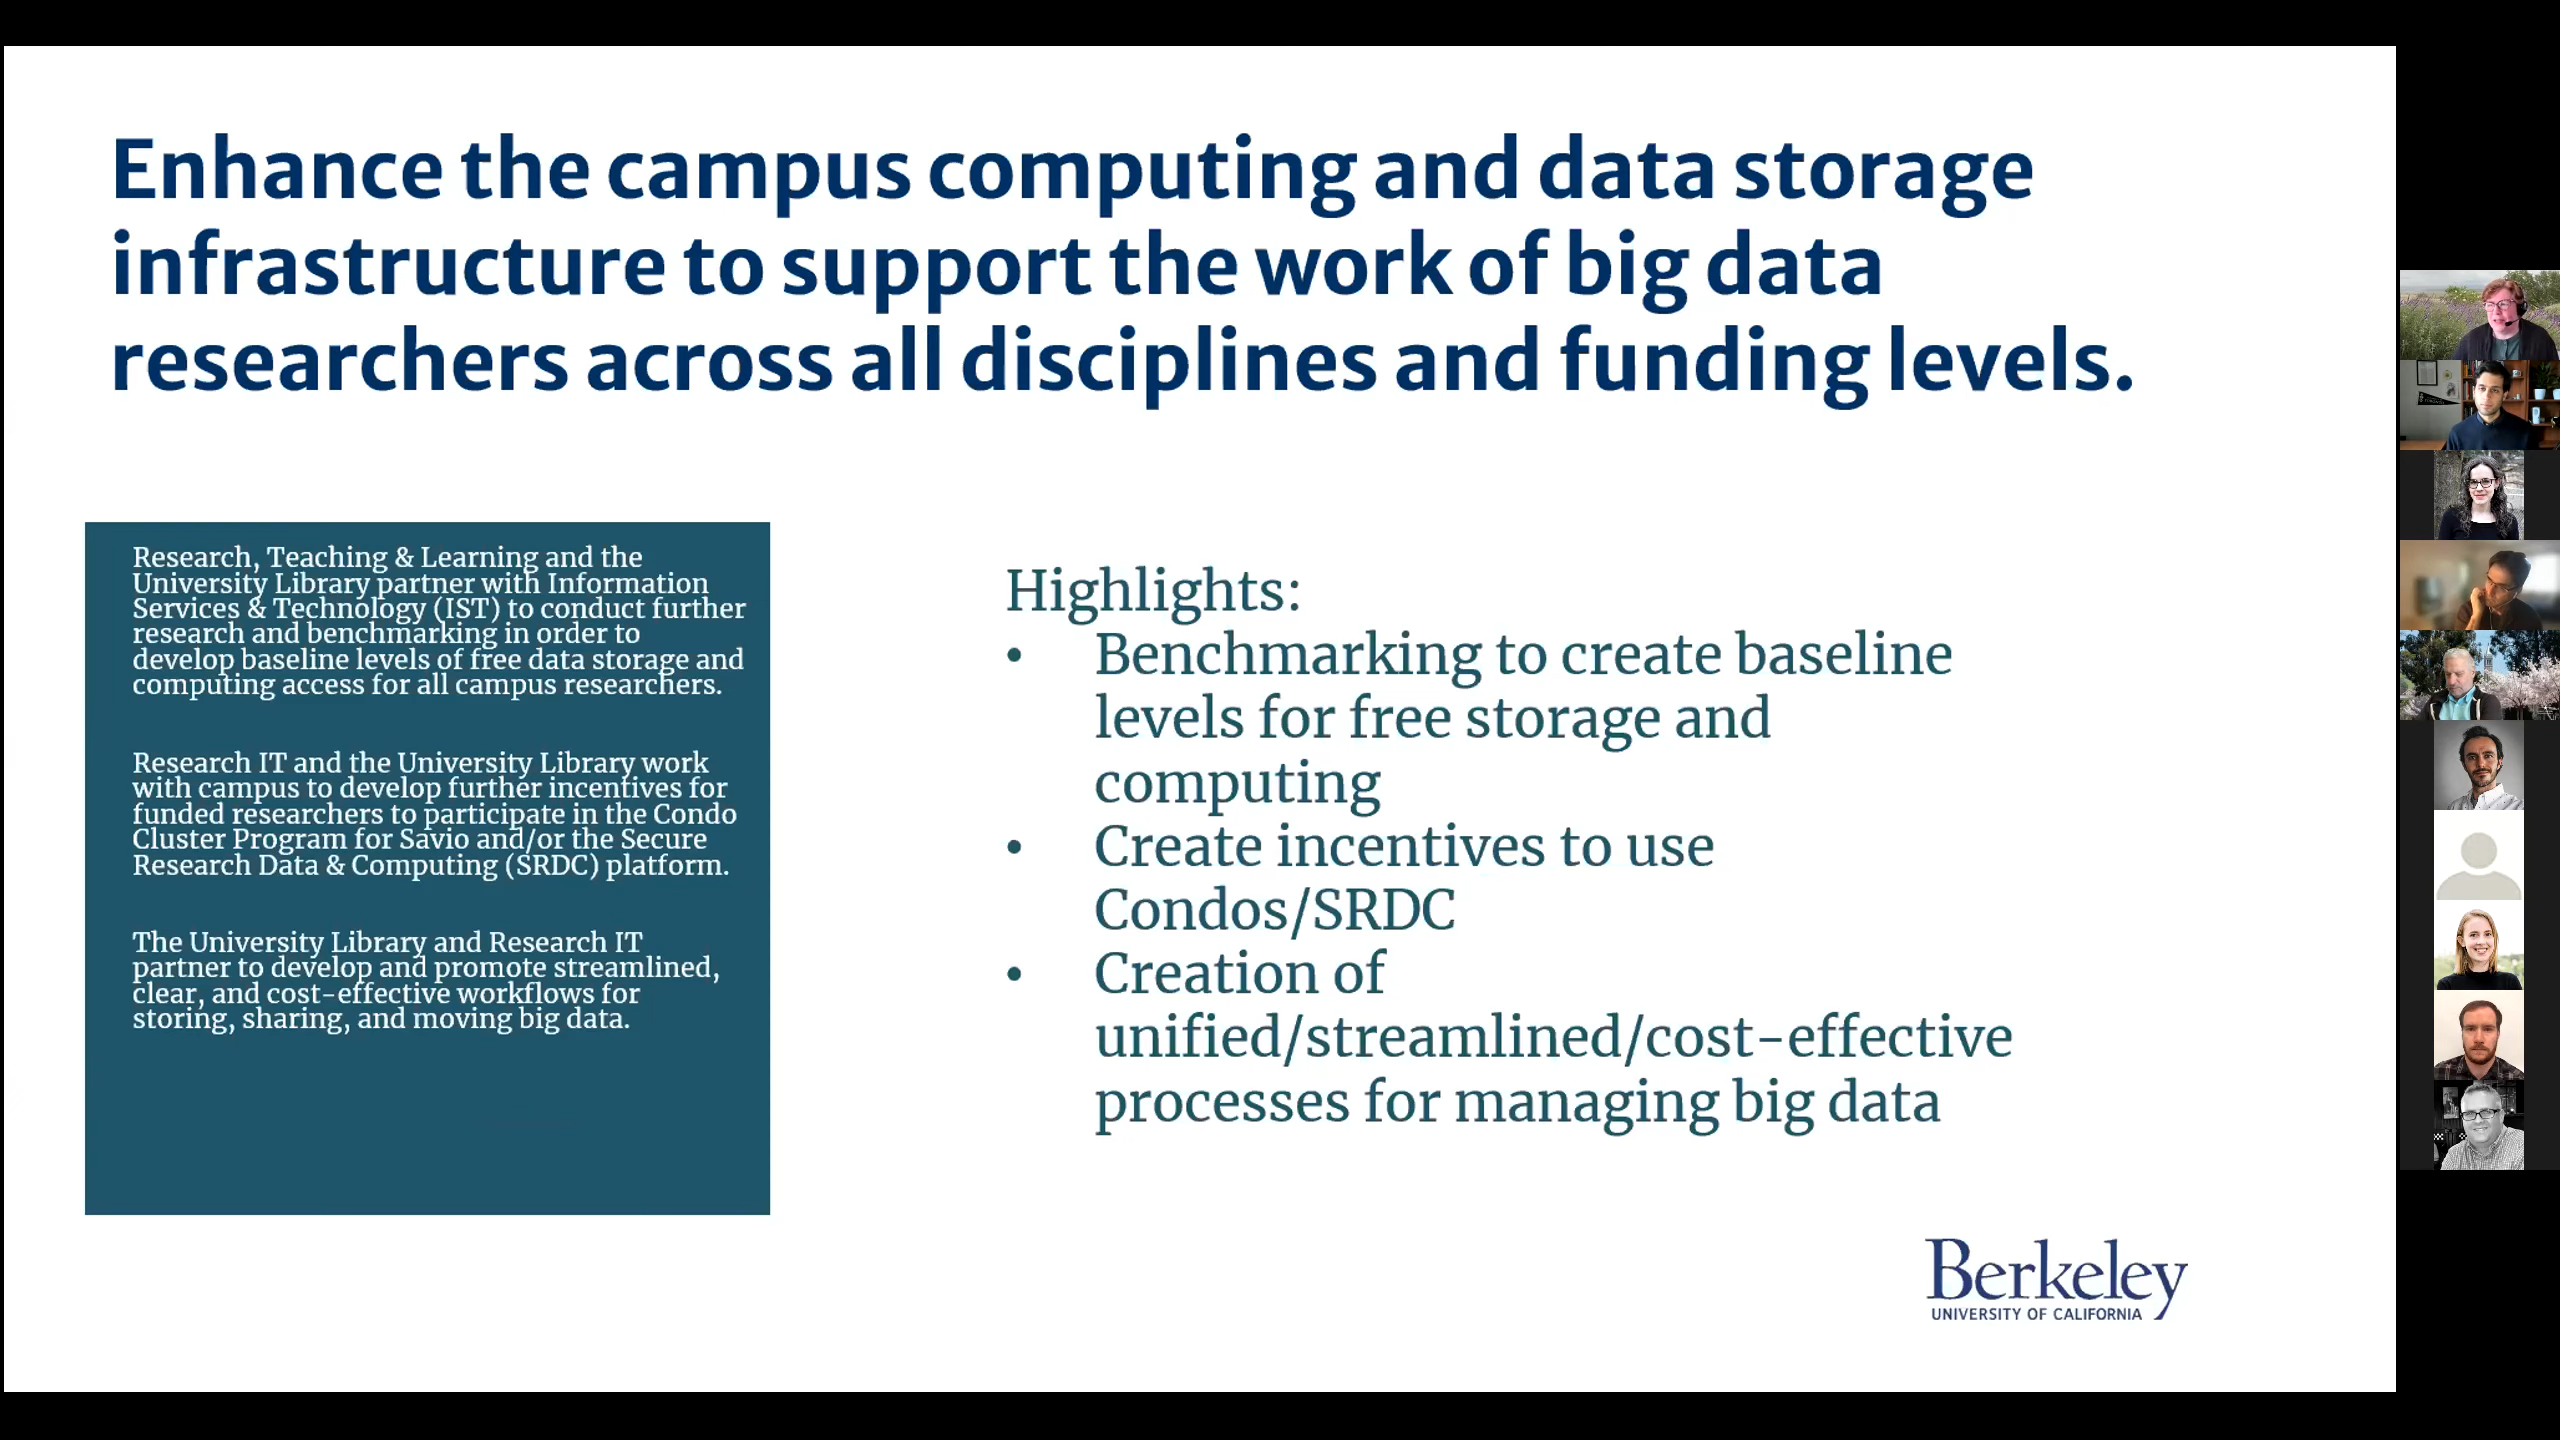 Enhance the campus computing and data storage
infrastructure to support the work of big data
researchers across all disciplines and funding levels.
Research, Teaching & Learning and the
University Library partner with Information
Services & Technology (IST) to conduct further
research and benchmarking in order to
develop baseline levels of free data storage and
computing access for all campus researchers.
Research IT and the University Library work
with campus to develop further incentives for
funded researchers to participate in the Condo
Cluster Program for Savio and/or the Secure
Research Data & Computing (SRDC) platform.
The University Library and Research IT
partner to develop and promote streamlined,
clear, and cost-effective workflows for
storing, sharing, and moving big data.
Highlights:
• Benchmarking to create baseline
levels for free storage and
computing
• Create incentives to use
Condos/SRDC
• Creation of
unified/streamlined/cost-effective
processes for managing big data
Berkeley
UNIVERSITY OF CALIFORNIA